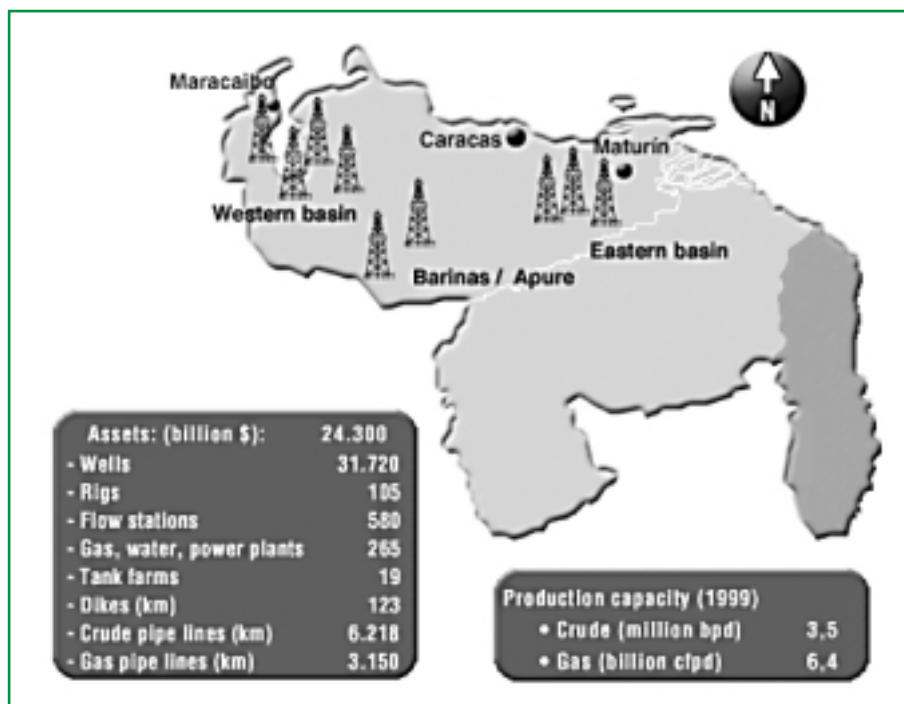 Maracaibo
N
Caracas
Maturín
Western basin
Eastern basin
Barinas / Apure
Assets: (billion $): 24.300
- Wells 31.720
- Rigs 105
- Flow stations 580
- Gas, water, power plants 265
- Tank farms 19
- Dikes (km) 123
- Crude pipe lines (km) 6.218
- Gas pipe lines (km) 3.150
Production capacity (1999)
• Crude (million bpd) 3,5
• Gas (billion cfpd) 6,4